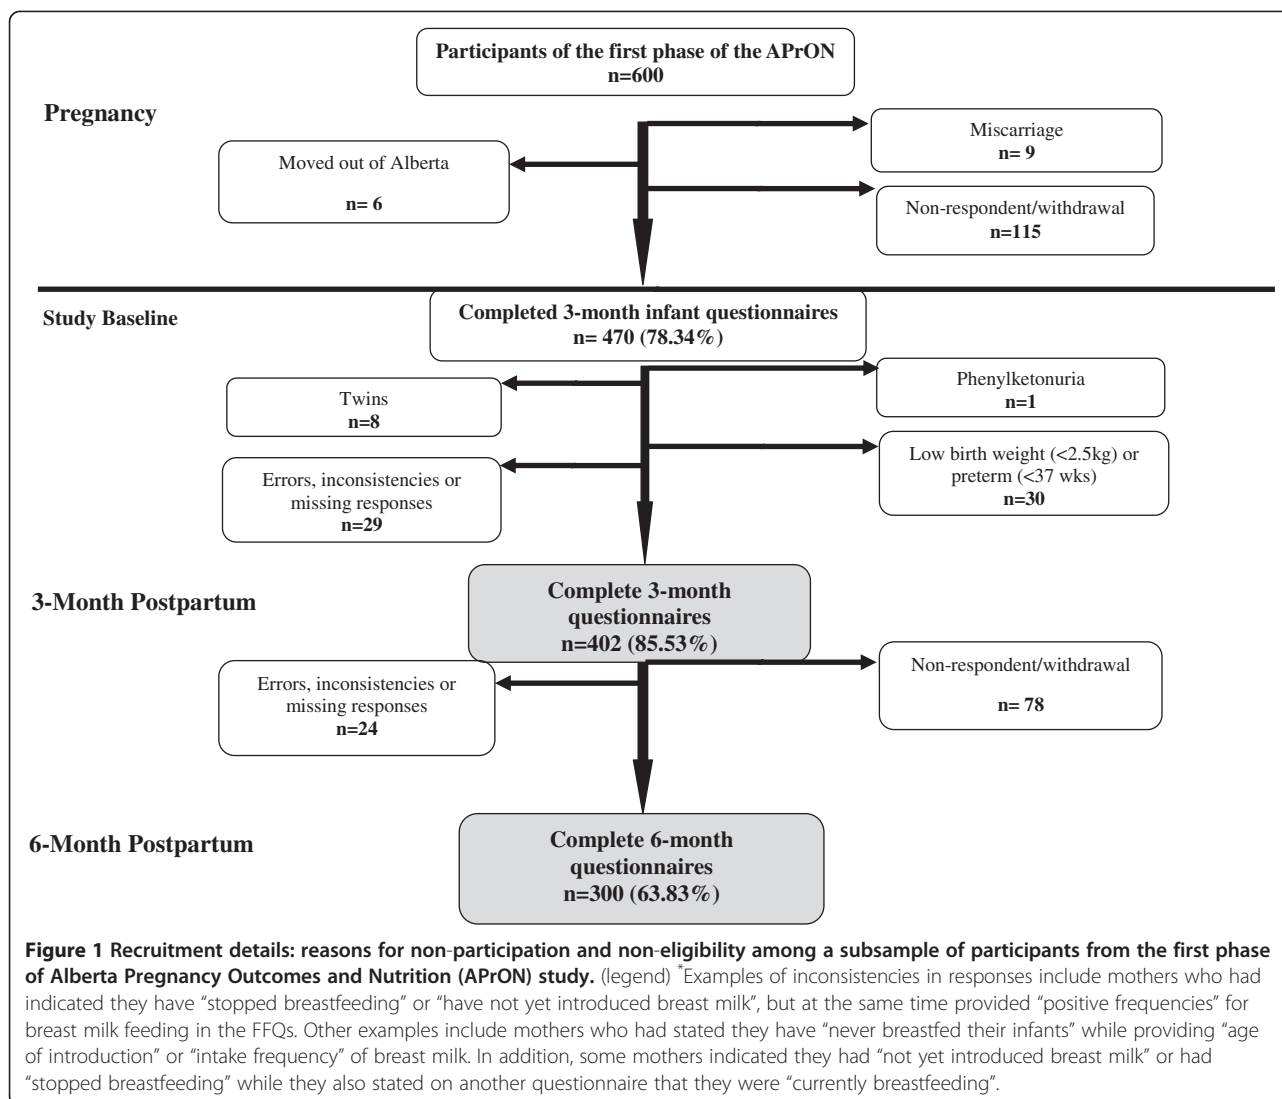 Participants of the first phase of the APrON
n=600
Pregnancy
Miscarriage
n= 9
Moved out of Alberta
n= 6
Non-respondent/withdrawal
n=115
Study Baseline
Completed 3-month infant questionnaires
n= 470 (78.34%)
Twins
n=8
Phenylketonuria
n=1
Errors, inconsistencies or
missing responses
n=29
Low birth weight (<2.5kg) or
preterm (<37 wks)
n=30
3-Month Postpartum
Complete 3-month
questionnaires
n=402 (85.53%)
Errors, inconsistencies or
missing responses
n=24
Non-respondent/withdrawal
n= 78
6-Month Postpartum
Complete 6-month
questionnaires
n=300 (63.83%)
Figure 1 Recruitment details: reasons for non-participation and non-eligibility among a subsample of participants from the first phase
of Alberta Pregnancy Outcomes and Nutrition (APrON) study. (legend) *Examples of inconsistencies in responses include mothers who had
indicated they have “stopped breastfeeding” or “have not yet introduced breast milk”, but at the same time provided “positive frequencies” for
breast milk feeding in the FFQs. Other examples include mothers who had stated they have “never breastfed their infants” while providing “age
of introduction” or “intake frequency” of breast milk. In addition, some mothers indicated they had “not yet introduced breast milk” or had
“stopped breastfeeding” while they also stated on another questionnaire that they were “currently breastfeeding”.